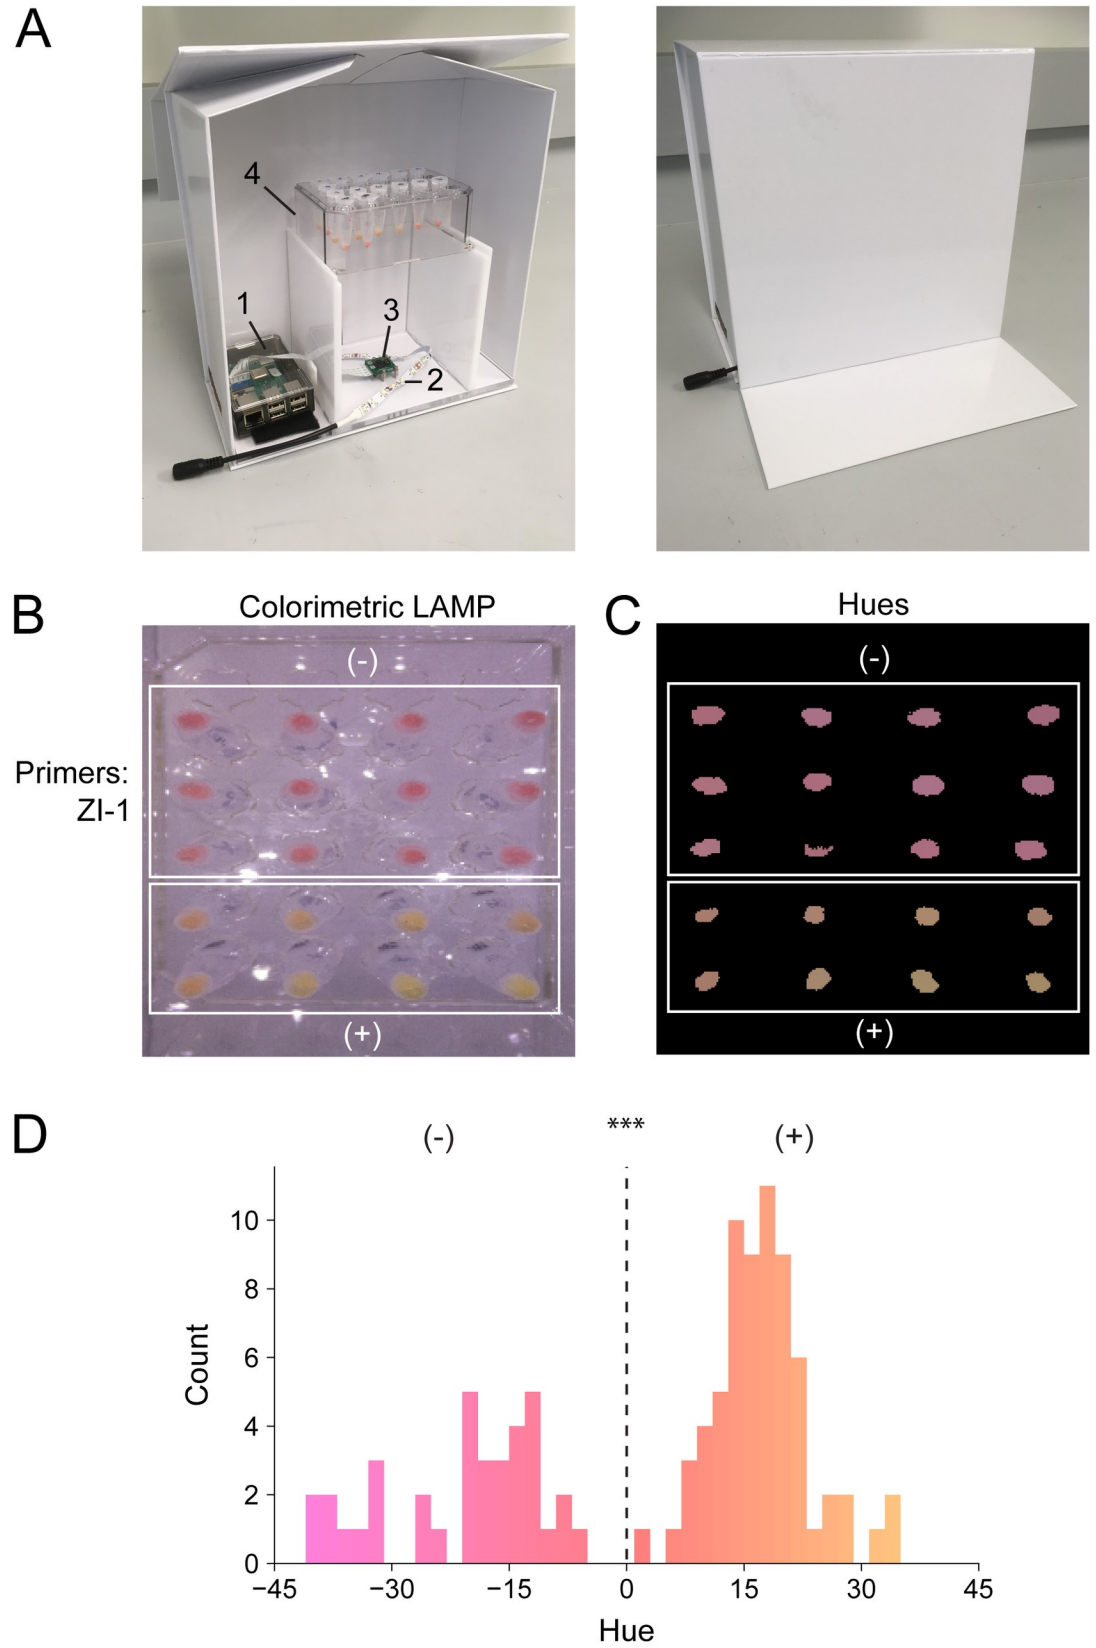 A
4
1
3
2
B
Colorimetric LAMP
(-)
Primers:
ZI-1
(+)
C
Hues
(-)
(+)
D
(-)
***
(+)
Count
10
8
6
4
2
0
−45
−30
−15
0
15
30
45
Hue